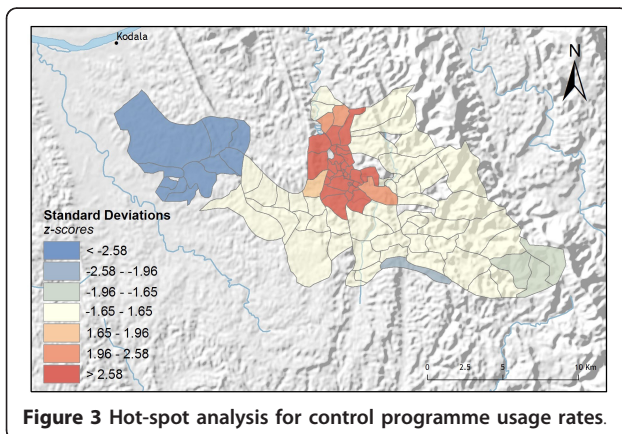 Kodala
N
Standard Deviations
z-scores
< -2.58
-2.58 - -1.96
-1.96 - -1.65
-1.65 - 1.65
1.65 - 1.96
1.96 - 2.58
> 2.58
0 2.5 5 10 Km
Figure 3 Hot-spot analysis for control programme usage rates.